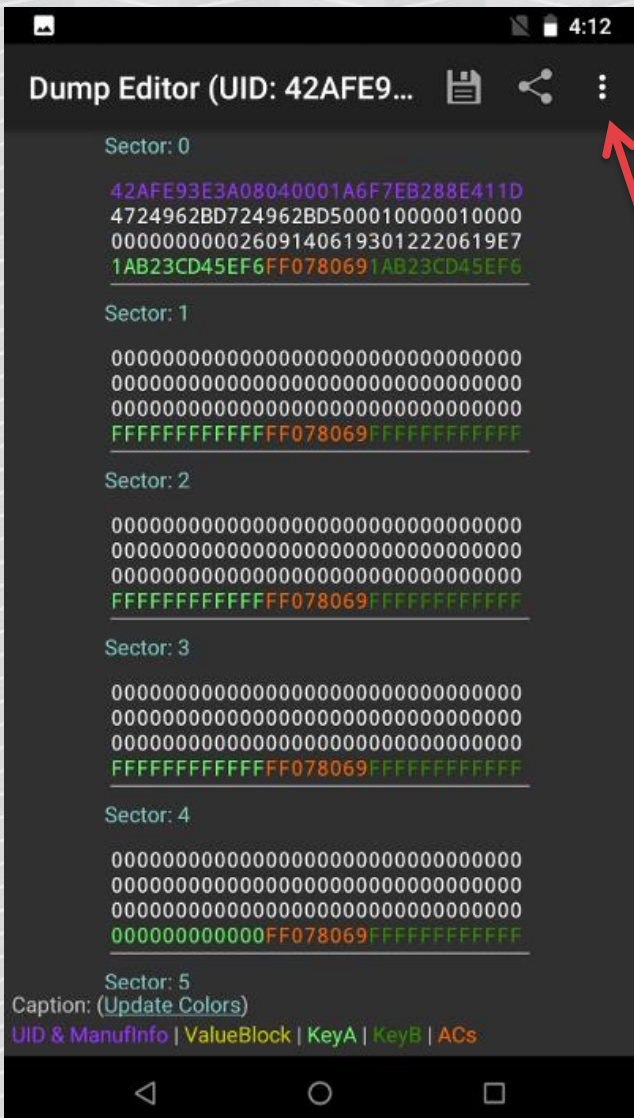 4:12
Dump Editor (UID: 42AFE9...
Sector: 0
42AFE93E3A08040001A6F7EB288E411D
4724962BD724962BD500010000010000
00000000002609140619301222​0619E7
1AB23CD45EF6FF0780691AB23CD45EF6
Sector: 1
00000000000000000000000000000000
00000000000000000000000000000000
00000000000000000000000000000000
FFFFFFFFFFFFFF078069FFFFFFFFFFFF
Sector: 2
00000000000000000000000000000000
00000000000000000000000000000000
00000000000000000000000000000000
FFFFFFFFFFFFFF078069FFFFFFFFFFFF
Sector: 3
00000000000000000000000000000000
00000000000000000000000000000000
00000000000000000000000000000000
FFFFFFFFFFFFFF078069FFFFFFFFFFFF
Sector: 4
00000000000000000000000000000000
00000000000000000000000000000000
00000000000000000000000000000000
000000000000FF078069FFFFFFFFFFFF
Sector: 5
Caption: (Update Colors)
UID & ManufInfo | ValueBlock | KeyA | KeyB | ACs